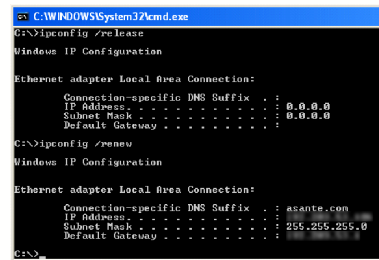 C:\WINDOWS\System32\cmd.exe
C:\>ipconfig /release
Windows IP Configuration
Ethernet adapter Local Area Connection:
Connection-specific DNS Suffix . :
IP Address. . . . . . . . . . . . : 0.0.0.0
Subnet Mask . . . . . . . . . . . : 0.0.0.0
Default Gateway . . . . . . . . . :
C:\>ipconfig /renew
Windows IP Configuration
Ethernet adapter Local Area Connection:
Connection-specific DNS Suffix . : asante.com
IP Address. . . . . . . . . . . . :
Subnet Mask . . . . . . . . . . . : 255.255.255.0
Default Gateway . . . . . . . . . :
C:\>_